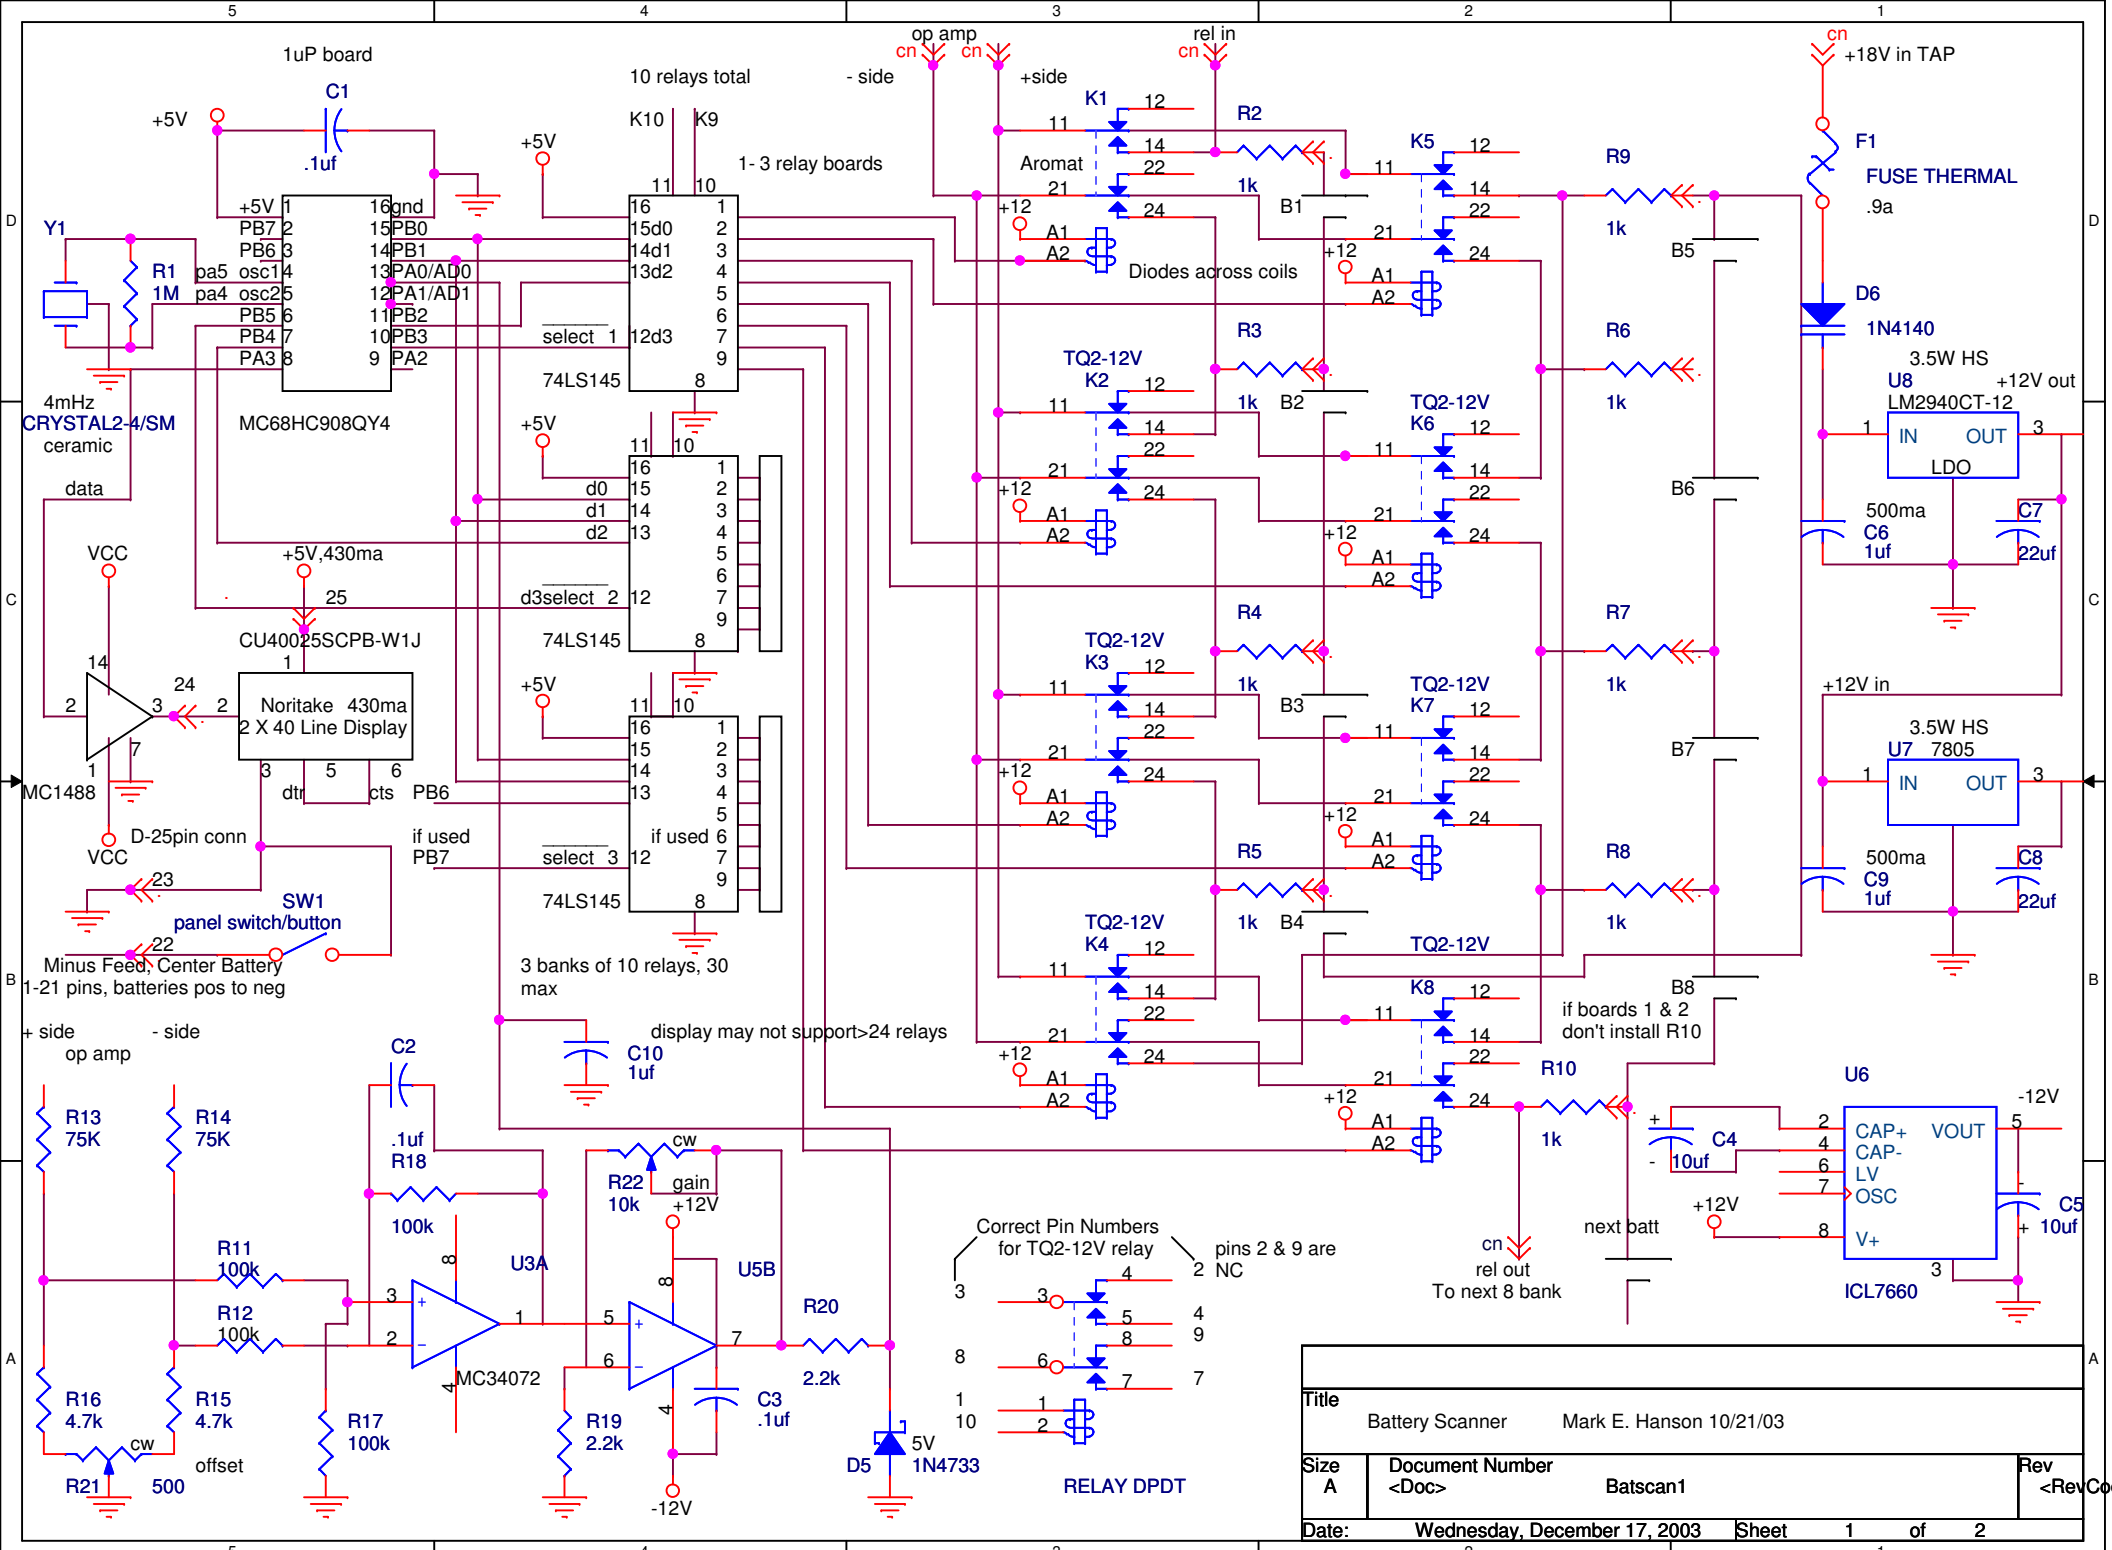 5 4 3 2 1
1uP board
C1
.1uf
+5V
Y1
R1
1M
4mHz
CRYSTAL2-4/SM
ceramic
+5V 1 16 gnd
PB7 2 15 PB0
PB6 3 14 PB1
pa5 osc1 4 13 PA0/AD0
pa4 osc2 5 12 PA1/AD1
PB5 6 11 PB2
PB4 7 10 PB3
PA3 8 9 PA2
MC68HC908QY4
data
VCC
14
2 3
7
1
MC1488
VCC
24
+5V,430ma
25
CU40025SCPB-W1J
1
2
Noritake 430ma
2 X 40 Line Display
3 5 6
dtr cts
D-25pin conn
23
SW1
panel switch/button
22
Minus Feed, Center Battery
1-21 pins, batteries pos to neg
10 relays total
K10 K9
+5V
1- 3 relay boards
11 10
16 1
15d0 2
14d1 3
13d2 4
5
6
select 1 12d3 7
9
74LS145 8
+5V
11 10
16 1
d0 15 2
d1 14 3
d2 13 4
5
6
d3select 2 12 7
9
74LS145 8
+5V
11 10
16 1
15 2
14 3
PB6 13 4
5
if used if used 6
PB7 select 3 12 7
9
74LS145 8
3 banks of 10 relays, 30
max
display may not support>24 relays
C10
1uf
op amp
cn cn
- side +side
rel in
cn
K1
12
11
14
Aromat
22
21
24
+12
A1
A2
Diodes across coils
R2
1k
B1
K5
12
11
14
22
21
24
+12
A1
A2
R9
1k
B5
TQ2-12V
K2
12
11
14
22
21
24
+12
A1
A2
R3
1k
B2
TQ2-12V
K6
12
11
14
22
21
24
+12
A1
A2
R6
1k
B6
TQ2-12V
K3
12
11
14
22
21
24
+12
A1
A2
R4
1k
B3
TQ2-12V
K7
12
11
14
22
21
24
+12
A1
A2
R7
1k
B7
TQ2-12V
K4
12
11
14
22
21
24
+12
A1
A2
R5
1k
B4
TQ2-12V
K8
12
11
14
22
21
24
+12
A1
A2
R8
1k
B8
if boards 1 & 2
don't install R10
R10
1k
next batt
cn
rel out
To next 8 bank
cn
+18V in TAP
F1
FUSE THERMAL
.9a
D6
1N4140
3.5W HS
U8
LM2940CT-12
+12V out
1 IN OUT 3
LDO
500ma
C6
1uf
C7
22uf
+12V in
3.5W HS
U7 7805
1 IN OUT 3
500ma
C9
1uf
C8
22uf
U6
-12V
+
C4
- 10uf
2 CAP+ VOUT 5
4 CAP-
6 LV
7 OSC
+12V
8 V+
3
ICL7660
-
C5
+ 10uf
+ side - side
op amp
R13
75K
R14
75K
C2
.1uf
R18
100k
R11
100k
R12
100k
R16
4.7k
R15
4.7k
cw
R21 500
offset
R17
100k
U3A
8
3 +
2 -
1
4
MC34072
cw
R22
10k
gain
+12V
8
U5B
5 +
6 -
7
4
R19
2.2k
C3
.1uf
-12V
R20
2.2k
D5
5V
1N4733
Correct Pin Numbers
for TQ2-12V relay
pins 2 & 9 are
NC
3 3 4 2
5 4
8 9
8 6
7 7
1 1
10 2
RELAY DPDT
Title
Battery Scanner Mark E. Hanson 10/21/03
Size Document Number Rev
A <Doc> Batscan1 <RevCo
Date: Wednesday, December 17, 2003 Sheet 1 of 2
D D
C C
B B
A A
5 4 3 2 1